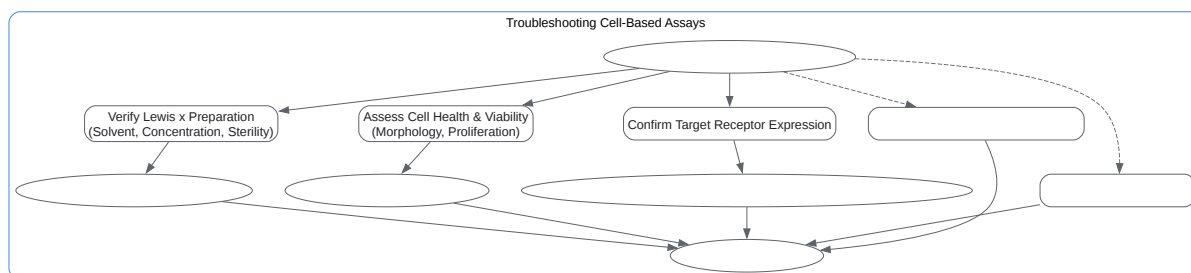 Troubleshooting Cell-Based Assays
Verify Lewis x Preparation
(Solvent, Concentration, Sterility)
Assess Cell Health & Viability
(Morphology, Proliferation)
Confirm Target Receptor Expression